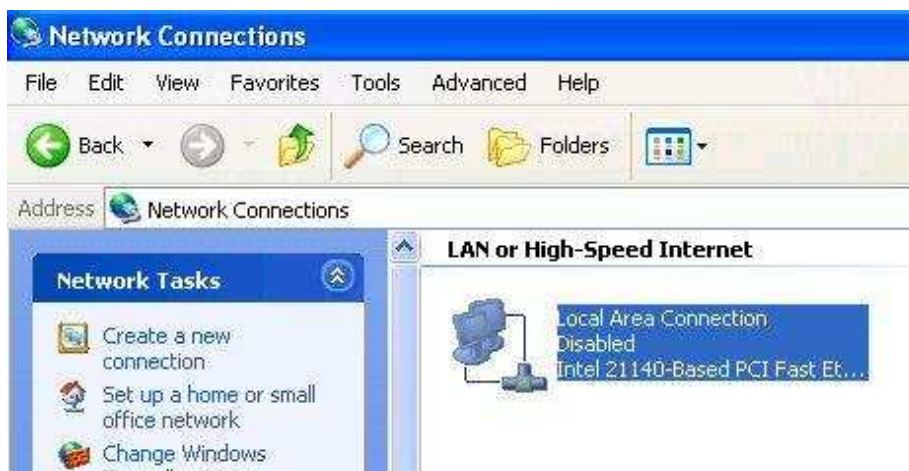 Network Connections
File Edit View Favorites Tools Advanced Help
Back Search Folders
Address Network Connections
Network Tasks
Create a new
connection
Set up a home or small
office network
Change Windows
LAN or High-Speed Internet
Local Area Connection
Disabled
Intel 21140-Based PCI Fast Et...